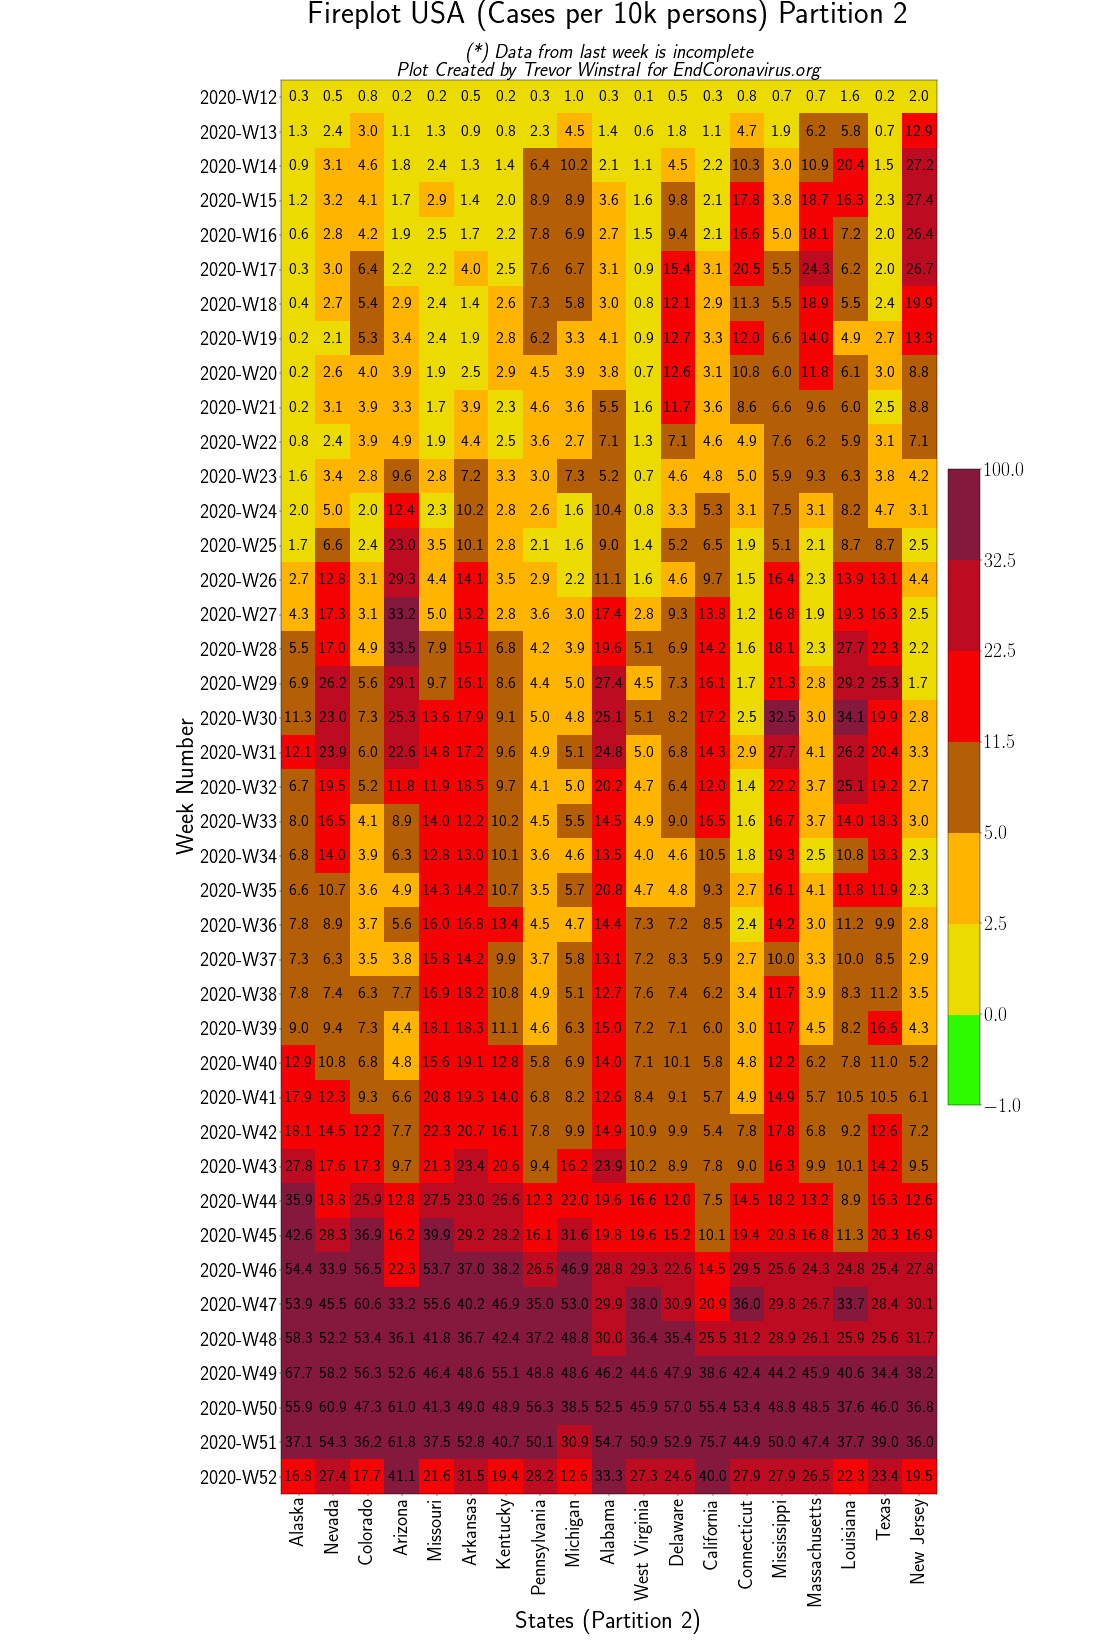 Fireplot USA (Cases per 10k persons) Partition 2
(*) Data from last week is incomplete
Plot Created by Trevor Winstral for EndCoronavirus.org
2020-W12 0.3 0.5 0.8 0.2 0.2 0.5 0.2 0.3 1.0 0.3 0.1 0.5 0.3 0.8 0.7 0.7 1.6 0.2 2.0
2020-W13 1.3 2.4 3.0 1.1 1.3 0.9 0.8 2.3 4.5 1.4 0.6 1.8 1.1 4.7 1.9 6.2 5.8 0.7 12.9
2020-W14 0.9 3.1 4.6 1.8 2.4 1.3 1.4 6.4 10.2 2.1 1.1 4.5 2.2 10.3 3.0 10.9 20.4 1.5 27.2
2020-W15 1.2 3.2 4.1 1.7 2.9 1.4 2.0 8.9 8.9 3.6 1.6 9.8 2.1 17.8 3.8 18.7 16.3 2.3 27.4
2020-W16 0.6 2.8 4.2 1.9 2.5 1.7 2.2 7.8 6.9 2.7 1.5 9.4 2.1 16.6 5.0 18.1 7.2 2.0 26.4
2020-W17 0.3 3.0 6.4 2.2 2.2 4.0 2.5 7.6 6.7 3.1 0.9 15.4 3.1 20.5 5.5 24.3 6.2 2.0 26.7
2020-W18 0.4 2.7 5.4 2.9 2.4 1.4 2.6 7.3 5.8 3.0 0.8 12.1 2.9 11.3 5.5 18.9 5.5 2.4 19.9
2020-W19 0.2 2.1 5.3 3.4 2.4 1.9 2.8 6.2 3.3 4.1 0.9 12.7 3.3 12.0 6.6 14.0 4.9 2.7 13.3
2020-W20 0.2 2.6 4.0 3.9 1.9 2.5 2.9 4.5 3.9 3.8 0.7 12.6 3.1 10.8 6.0 11.8 6.1 3.0 8.8
2020-W21 0.2 3.1 3.9 3.3 1.7 3.9 2.3 4.6 3.6 5.5 1.6 11.7 3.6 8.6 6.6 9.6 6.0 2.5 8.8
2020-W22 0.8 2.4 3.9 4.9 1.9 4.4 2.5 3.6 2.7 7.1 1.3 7.1 4.6 4.9 7.6 6.2 5.9 3.1 7.1
2020-W23 1.6 3.4 2.8 9.6 2.8 7.2 3.3 3.0 7.3 5.2 0.7 4.6 4.8 5.0 5.9 9.3 6.3 3.8 4.2
2020-W24 2.0 5.0 2.0 12.4 2.3 10.2 2.8 2.6 1.6 10.4 0.8 3.3 5.3 3.1 7.5 3.1 8.2 4.7 3.1
2020-W25 1.7 6.6 2.4 23.0 3.5 10.1 2.8 2.1 1.6 9.0 1.4 5.2 6.5 1.9 5.1 2.1 8.7 8.7 2.5
2020-W26 2.7 12.8 3.1 29.3 4.4 14.1 3.5 2.9 2.2 11.1 1.6 4.6 9.7 1.5 16.4 2.3 13.9 13.1 4.4
2020-W27 4.3 17.3 3.1 33.2 5.0 13.2 2.8 3.6 3.0 17.4 2.8 9.3 13.8 1.2 16.8 1.9 19.3 16.3 2.5
2020-W28 5.5 17.0 4.9 33.5 7.9 15.1 6.8 4.2 3.9 19.6 5.1 6.9 14.2 1.6 18.1 2.3 27.7 22.3 2.2
2020-W29 6.9 26.2 5.6 29.1 9.7 16.1 8.6 4.4 5.0 27.4 4.5 7.3 16.1 1.7 21.3 2.8 29.2 25.3 1.7
2020-W30 11.3 23.0 7.3 25.3 13.6 17.9 9.1 5.0 4.8 25.1 5.1 8.2 17.2 2.5 32.5 3.0 34.1 19.9 2.8
2020-W31 12.1 23.9 6.0 22.6 14.8 17.2 9.6 4.9 5.1 24.8 5.0 6.8 14.3 2.9 27.7 4.1 26.2 20.4 3.3
2020-W32 6.7 19.5 5.2 11.8 11.9 18.5 9.7 4.1 5.0 20.2 4.7 6.4 12.0 1.4 22.2 3.7 25.1 19.2 2.7
2020-W33 8.0 16.5 4.1 8.9 14.0 12.2 10.2 4.5 5.5 14.5 4.9 9.0 16.5 1.6 16.7 3.7 14.0 18.3 3.0
2020-W34 6.8 14.0 3.9 6.3 12.8 13.0 10.1 3.6 4.6 13.5 4.0 4.6 10.5 1.8 19.3 2.5 10.8 13.3 2.3
2020-W35 6.6 10.7 3.6 4.9 14.3 14.2 10.7 3.5 5.7 20.8 4.7 4.8 9.3 2.7 16.1 4.1 11.8 11.9 2.3
2020-W36 7.8 8.9 3.7 5.6 16.0 16.8 13.4 4.5 4.7 14.4 7.3 7.2 8.5 2.4 14.2 3.0 11.2 9.9 2.8
2020-W37 7.3 6.3 3.5 3.8 15.8 14.2 9.9 3.7 5.8 13.1 7.2 8.3 5.9 2.7 10.0 3.3 10.0 8.5 2.9
2020-W38 7.8 7.4 6.3 7.7 16.9 18.2 10.8 4.9 5.1 12.7 7.6 7.4 6.2 3.4 11.7 3.9 8.3 11.2 3.5
2020-W39 9.0 9.4 7.3 4.4 18.1 18.3 11.1 4.6 6.3 15.0 7.2 7.1 6.0 3.0 11.7 4.5 8.2 16.6 4.3
2020-W40 12.9 10.8 6.8 4.8 15.6 19.1 12.8 5.8 6.9 14.0 7.1 10.1 5.8 4.8 12.2 6.2 7.8 11.0 5.2
2020-W41 17.9 12.3 9.3 6.6 20.8 19.3 14.0 6.8 8.2 12.6 8.4 9.1 5.7 4.9 14.9 5.7 10.5 10.5 6.1
2020-W42 18.1 14.5 12.2 7.7 22.3 20.7 16.1 7.8 9.9 14.9 10.9 9.9 5.4 7.8 17.8 6.8 9.2 12.6 7.2
2020-W43 27.8 17.6 17.3 9.7 21.3 23.4 20.6 9.4 16.2 23.9 10.2 8.9 7.8 9.0 16.3 9.9 10.1 14.2 9.5
2020-W44 35.9 18.8 25.9 12.8 27.5 23.0 26.6 12.3 22.0 19.6 16.6 12.0 7.5 14.5 18.2 13.2 8.9 16.3 12.6
2020-W45 42.6 28.3 36.9 16.2 39.9 29.2 28.2 16.1 31.6 19.8 19.6 15.2 10.1 19.4 20.8 16.8 11.3 20.3 16.9
2020-W46 54.4 33.9 56.5 22.3 53.7 37.0 38.2 26.5 46.9 28.8 29.3 22.6 14.5 29.5 25.6 24.3 24.8 25.4 27.8
2020-W47 53.9 45.5 60.6 33.2 55.6 40.2 46.9 35.0 53.0 29.9 38.0 30.9 20.9 36.0 29.8 26.7 33.7 28.4 30.1
2020-W48 58.3 52.2 53.4 36.1 41.8 36.7 42.4 37.2 48.8 30.0 36.4 35.4 25.5 31.2 28.9 26.1 25.9 25.6 31.7
2020-W49 67.7 58.2 56.3 52.6 46.4 48.6 55.1 48.8 48.6 46.2 44.6 47.9 38.6 42.4 44.2 45.9 40.6 34.4 38.2
2020-W50 55.9 60.9 47.3 61.0 41.3 49.0 48.9 56.3 38.5 52.5 45.9 57.0 55.4 53.4 48.8 48.5 37.6 46.0 36.8
2020-W51 37.1 54.3 36.2 61.8 37.5 52.8 40.7 50.1 30.9 54.7 50.9 52.9 75.7 44.9 50.0 47.4 37.7 39.0 36.0
2020-W52 16.8 27.4 17.7 41.1 21.6 31.5 19.4 28.2 12.6 33.3 27.3 24.6 40.0 27.9 27.9 26.5 22.3 23.4 19.5
Alaska Nevada Colorado Arizona Missouri Arkansas Kentucky Pennsylvania Michigan Alabama West Virginia Delaware California Connecticut Mississippi Massachusetts Louisiana Texas New Jersey
States (Partition 2)
Week Number
100.0
32.5
22.5
11.5
5.0
2.5
0.0
−1.0